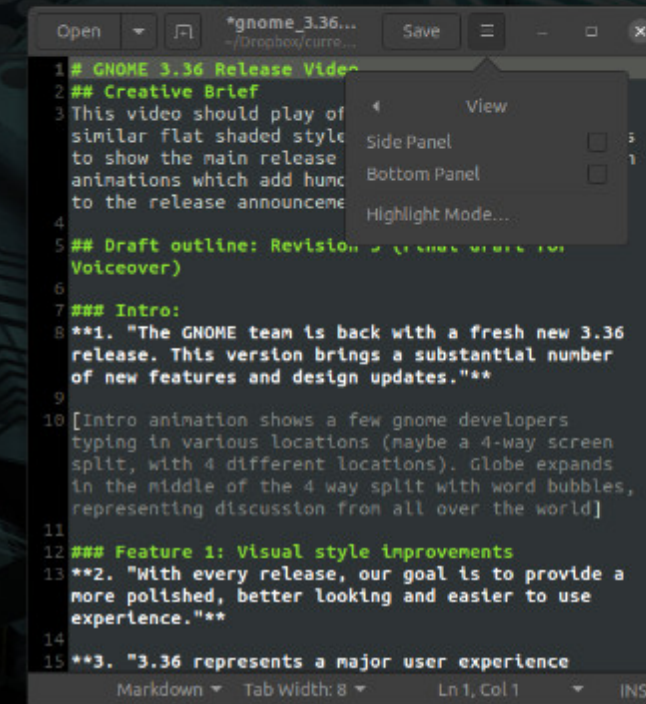 Open
*gnome_3.36...
~/Dropbox/curre...
Save
1 # GNOME 3.36 Release Video
2 ## Creative Brief
3 This video should play of
similar flat shaded style
to show the main release
animations which add humo
to the release announceme
View
Side Panel
Bottom Panel
Highlight Mode...
4
5 ## Draft outline: Revision 3 (Final draft for
Voiceover)
6
7 ### Intro:
8 **1. "The GNOME team is back with a fresh new 3.36
release. This version brings a substantial number
of new features and design updates."**
9
10 [Intro animation shows a few gnome developers
typing in various locations (maybe a 4-way screen
split, with 4 different locations). Globe expands
in the middle of the 4 way split with word bubbles,
representing discussion from all over the world]
11
12 ### Feature 1: Visual style improvements
13 **2. "With every release, our goal is to provide a
more polished, better looking and easier to use
experience."**
14
15 **3. "3.36 represents a major user experience
Markdown Tab Width: 8 Ln 1, Col 1 INS